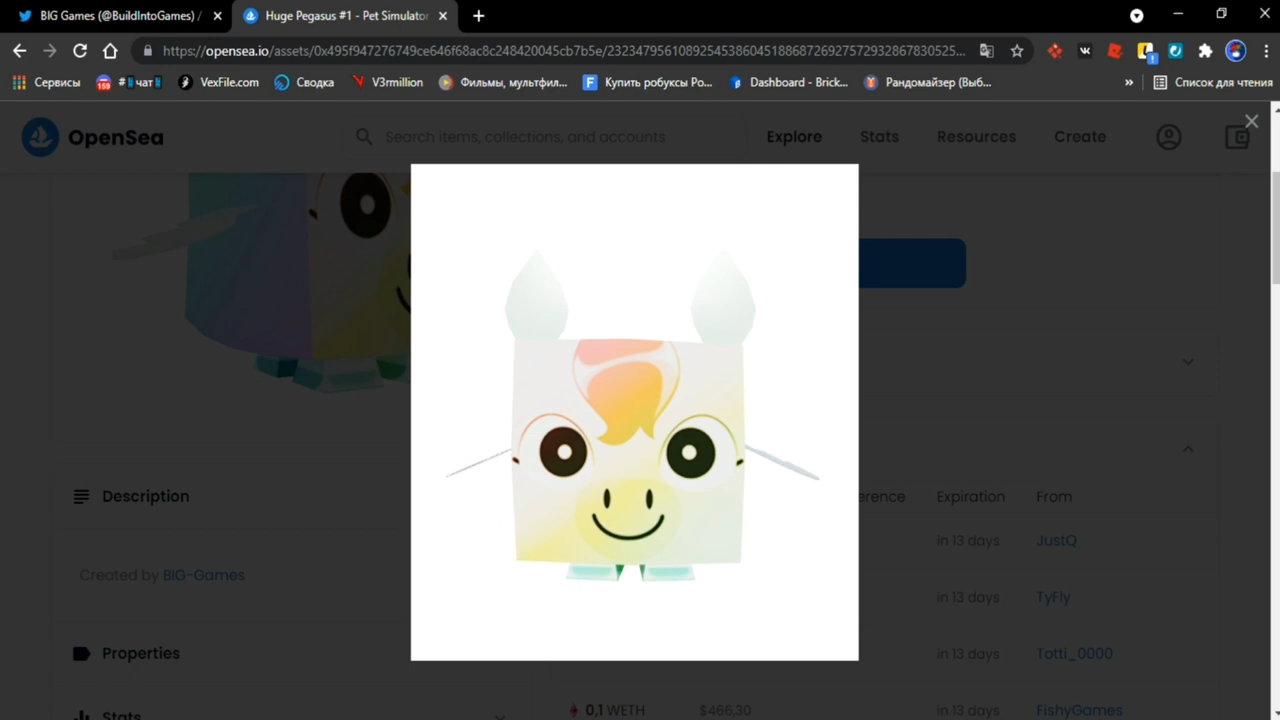 BIG Games (@BuildIntoGames) /
Huge Pegasus #1 - Pet Simulator
https://opensea.io/assets/0x495f947276749ce646f68ac8c248420045cb7b5e/2323479561089254538604518868726927572932867830525...
Сервисы
159
#чат
VexFile.com
Сводка
V3rmillion
Фильмы, мультфил...
Купить робуксы Ро...
Dashboard - Brick...
Рандомайзер (Выб...
»
Список для чтения
OpenSea
Search items, collections, and accounts
Explore
Stats
Resources
Create
Description
erence
Expiration
From
in 13 days
JustQ
Created by BIG-Games
in 13 days
TyFly
Properties
in 13 days
Totti_0000
Stats
0,1 WETH
$466,30
in 13 days
FishyGames